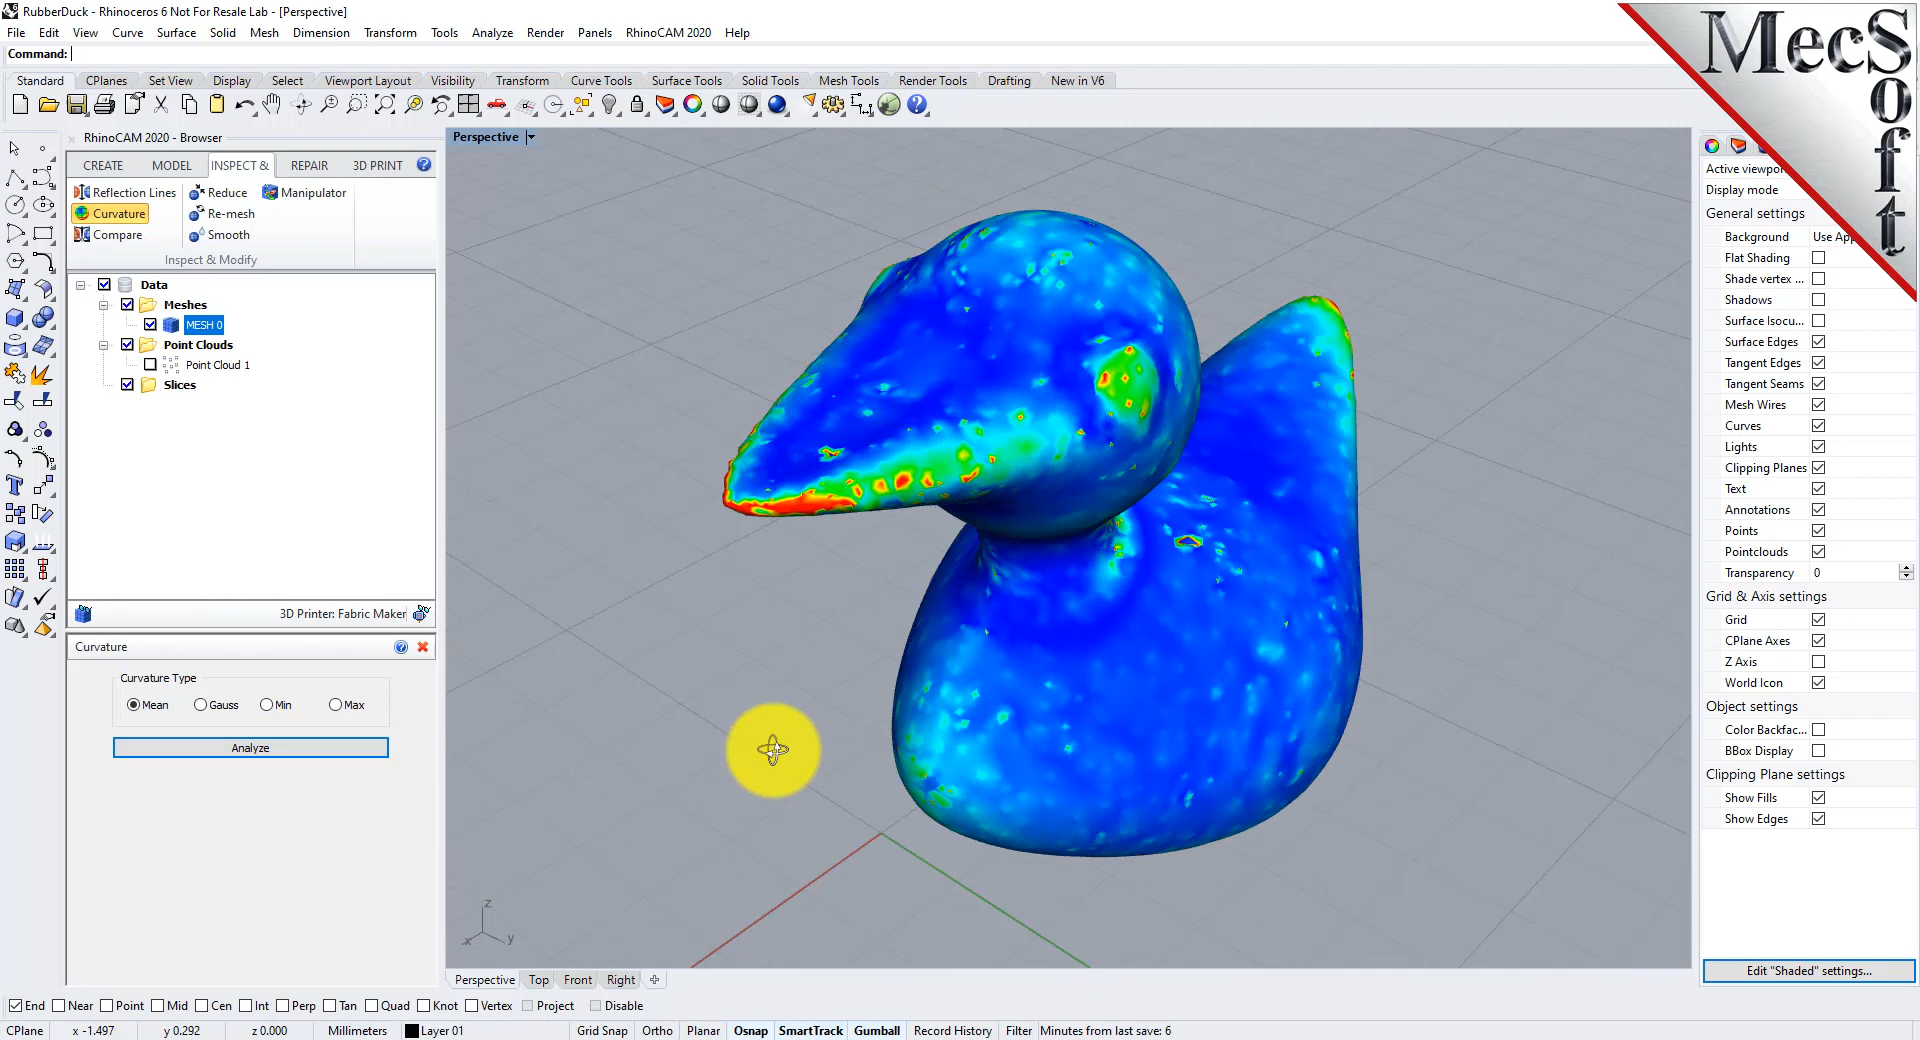 RubberDuck - Rhinoceros 6 Not For Resale Lab - [Perspective]
File Edit View Curve Surface Solid Mesh Dimension Transform Tools Analyze Render Panels RhinoCAM 2020 Help
Command:
Standard CPlanes Set View Display Select Viewport Layout Visibility Transform Curve Tools Surface Tools Solid Tools Mesh Tools Render Tools Drafting New in V6
MecSoft
RhinoCAM 2020 - Browser
CREATE MODEL INSPECT & REPAIR 3D PRINT
Reflection Lines Reduce Manipulator
Curvature Re-mesh
Compare Smooth
Inspect & Modify
Data
Meshes
MESH 0
Point Clouds
Point Cloud 1
Slices
3D Printer: Fabric Maker
Curvature
Curvature Type
Mean Gauss Min Max
Analyze
Perspective
z
x y
Perspective Top Front Right
Active viewpor
Display mode
General settings
Background Use App
Flat Shading
Shade vertex ...
Shadows
Surface Isocu...
Surface Edges
Tangent Edges
Tangent Seams
Mesh Wires
Curves
Lights
Clipping Planes
Text
Annotations
Points
Pointclouds
Transparency 0
Grid & Axis settings
Grid
CPlane Axes
Z Axis
World Icon
Object settings
Color Backfac...
BBox Display
Clipping Plane settings
Show Fills
Show Edges
Edit "Shaded" settings...
End Near Point Mid Cen Int Perp Tan Quad Knot Vertex Project Disable
CPlane x -1.497 y 0.292 z 0.000 Millimeters Layer 01 Grid Snap Ortho Planar Osnap SmartTrack Gumball Record History Filter Minutes from last save: 6